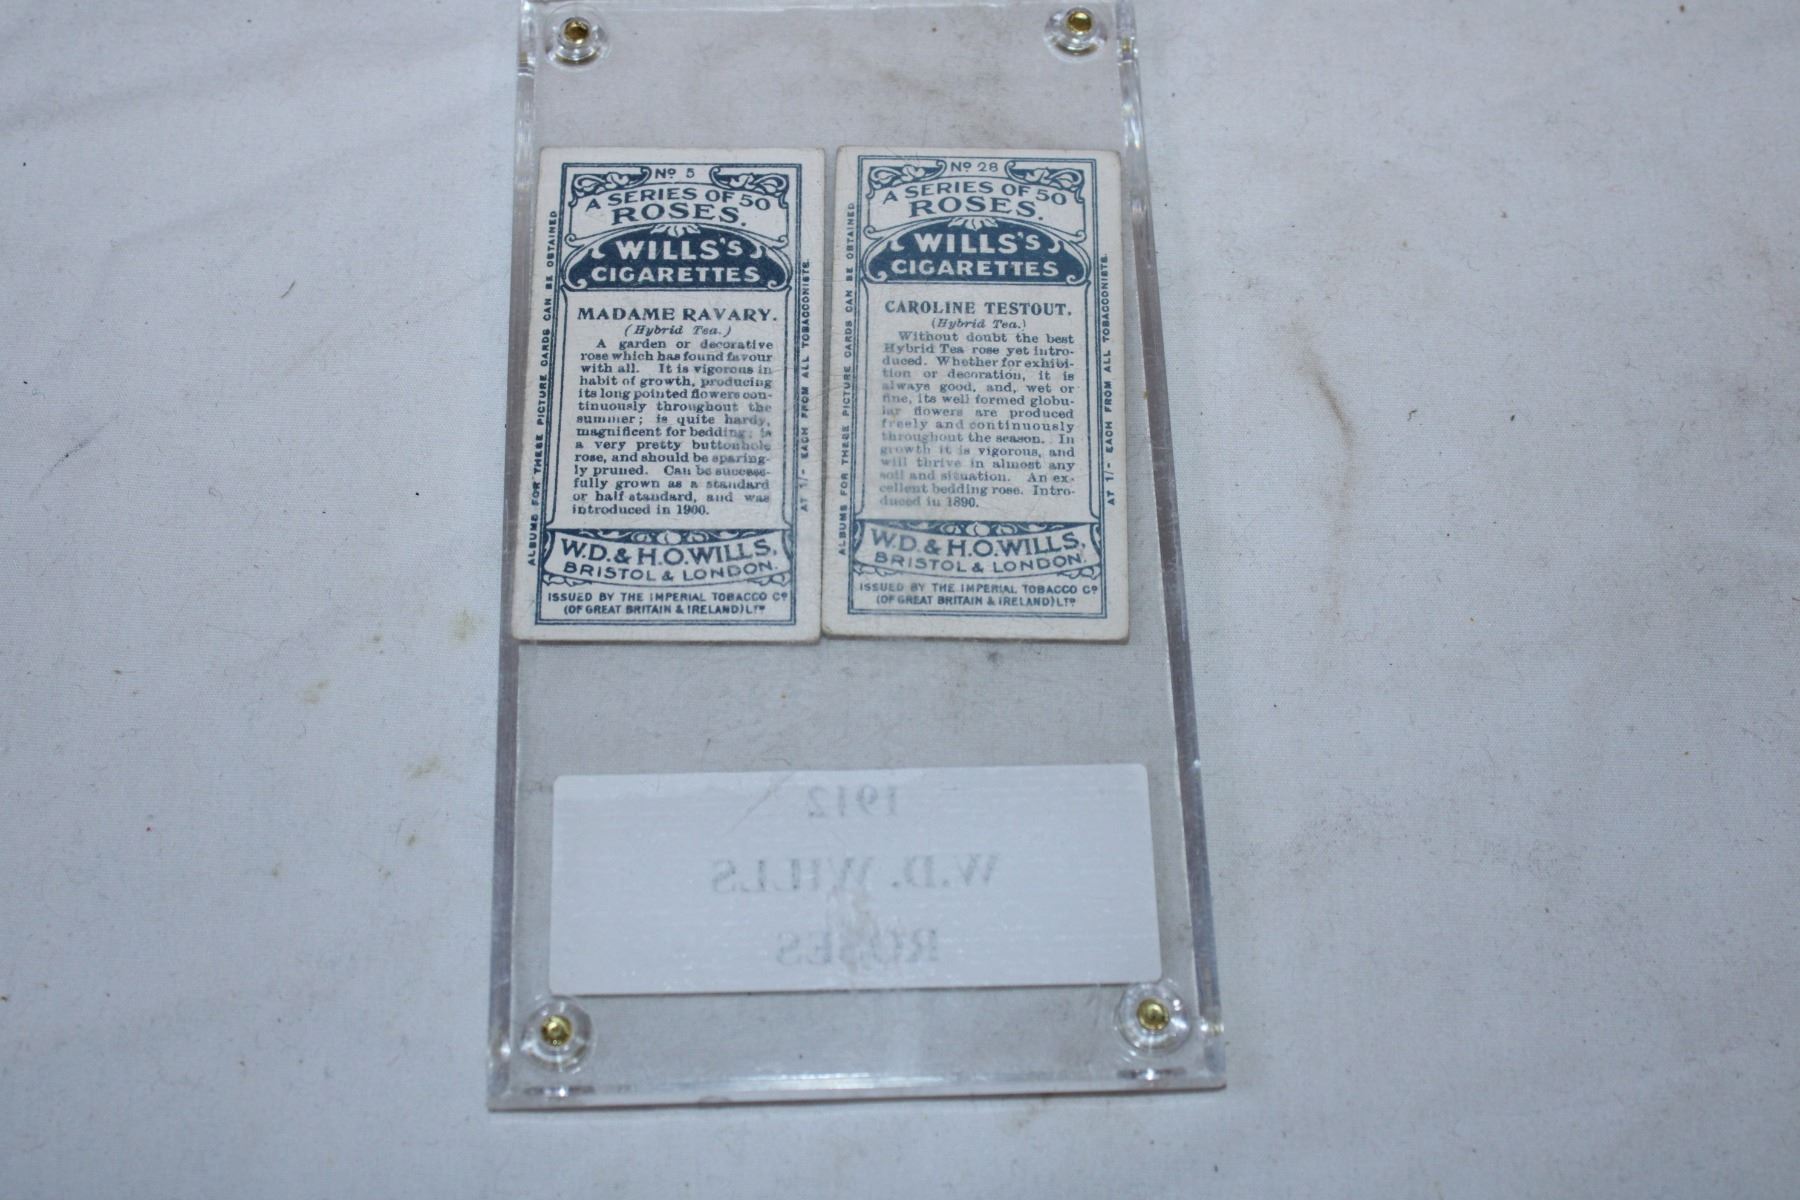 Nº 5
A SERIES OF 50
ROSES.
WILLS'S
CIGARETTES
MADAME RAVARY.
(Hybrid Tea.)
A garden or decorative
rose which has found favour
with all. It is vigorous in
habit of growth, producing
its long pointed flowers con-
tinuously throughout the
summer; is quite hardy,
magnificent for bedding; is
a very pretty buttonhole
rose, and should be sparing-
ly pruned. Can be success-
fully grown as a standard
or half standard, and was
introduced in 1900.
W.D. & H.O. WILLS,
BRISTOL & LONDON.
ISSUED BY THE IMPERIAL TOBACCO Cº
(OF GREAT BRITAIN & IRELAND) LTº
ALBUMS FOR THESE PICTURE CARDS CAN BE OBTAINED
AT 1/- EACH FROM ALL TOBACCONISTS.
Nº 28
A SERIES OF 50
ROSES.
WILLS'S
CIGARETTES
CAROLINE TESTOUT.
(Hybrid Tea.)
Without doubt the best
Hybrid Tea rose yet intro-
duced. Whether for exhibi-
tion or decoration, it is
always good, and, wet or
fine, its well formed globu-
lar flowers are produced
freely and continuously
throughout the season. In
growth it is vigorous, and
will thrive in almost any
soil and situation. An ex-
cellent bedding rose. Intro-
duced in 1890.
W.D. & H.O. WILLS,
BRISTOL & LONDON.
ISSUED BY THE IMPERIAL TOBACCO Cº
(OF GREAT BRITAIN & IRELAND) LTº
ALBUMS FOR THESE PICTURE CARDS CAN BE OBTAINED
AT 1/- EACH FROM ALL TOBACCONISTS.
1912
W.D. WILLS
ROSES